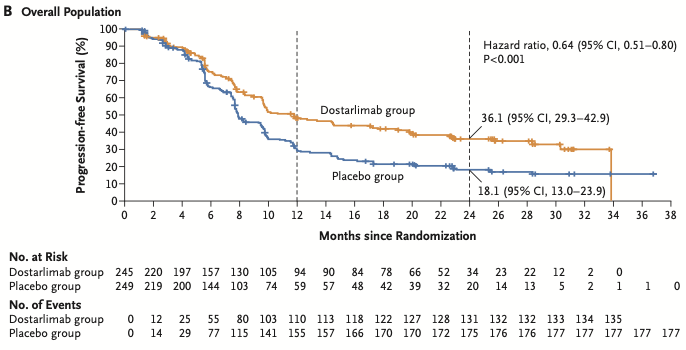 B Overall Population
Progression-free Survival (%)
100
90
80
70
60
50
40
30
20
10
0
Hazard ratio, 0.64 (95% CI, 0.51–0.80)
P<0.001
Dostarlimab group
36.1 (95% CI, 29.3–42.9)
Placebo group
18.1 (95% CI, 13.0–23.9)
0 2 4 6 8 10 12 14 16 18 20 22 24 26 28 30 32 34 36 38
Months since Randomization
No. at Risk
Dostarlimab group 245 220 197 157 130 105 94 90 84 78 66 52 34 23 22 12 2 0
Placebo group 249 219 200 144 103 74 59 57 48 42 39 32 20 14 13 5 2 1 1 0
No. of Events
Dostarlimab group 0 12 25 55 80 103 110 113 118 122 127 128 131 132 132 133 134 135
Placebo group 0 14 29 77 115 141 155 157 166 170 170 172 175 176 176 177 177 177 177 177